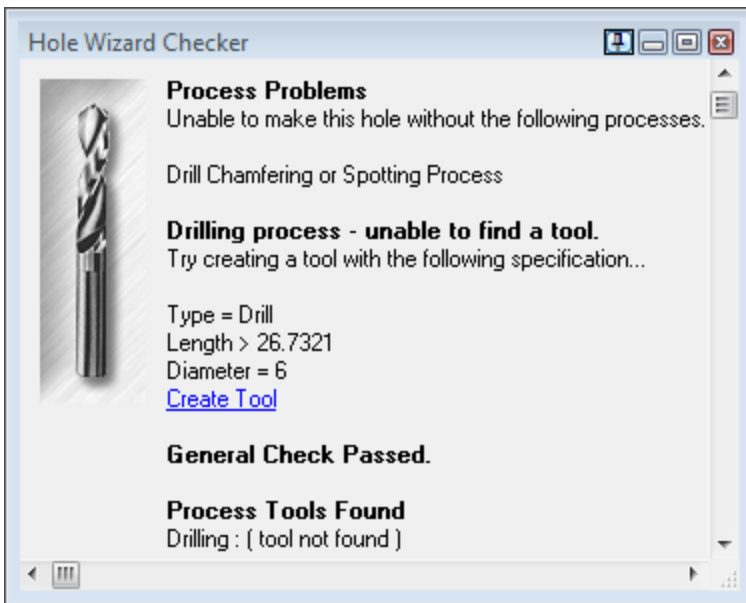 Hole Wizard Checker
Process Problems
Unable to make this hole without the following processes.
Drill Chamfering or Spotting Process
Drilling process - unable to find a tool.
Try creating a tool with the following specification...
Type = Drill
Length > 26.7321
Diameter = 6
Create Tool
General Check Passed.
Process Tools Found
Drilling : ( tool not found )